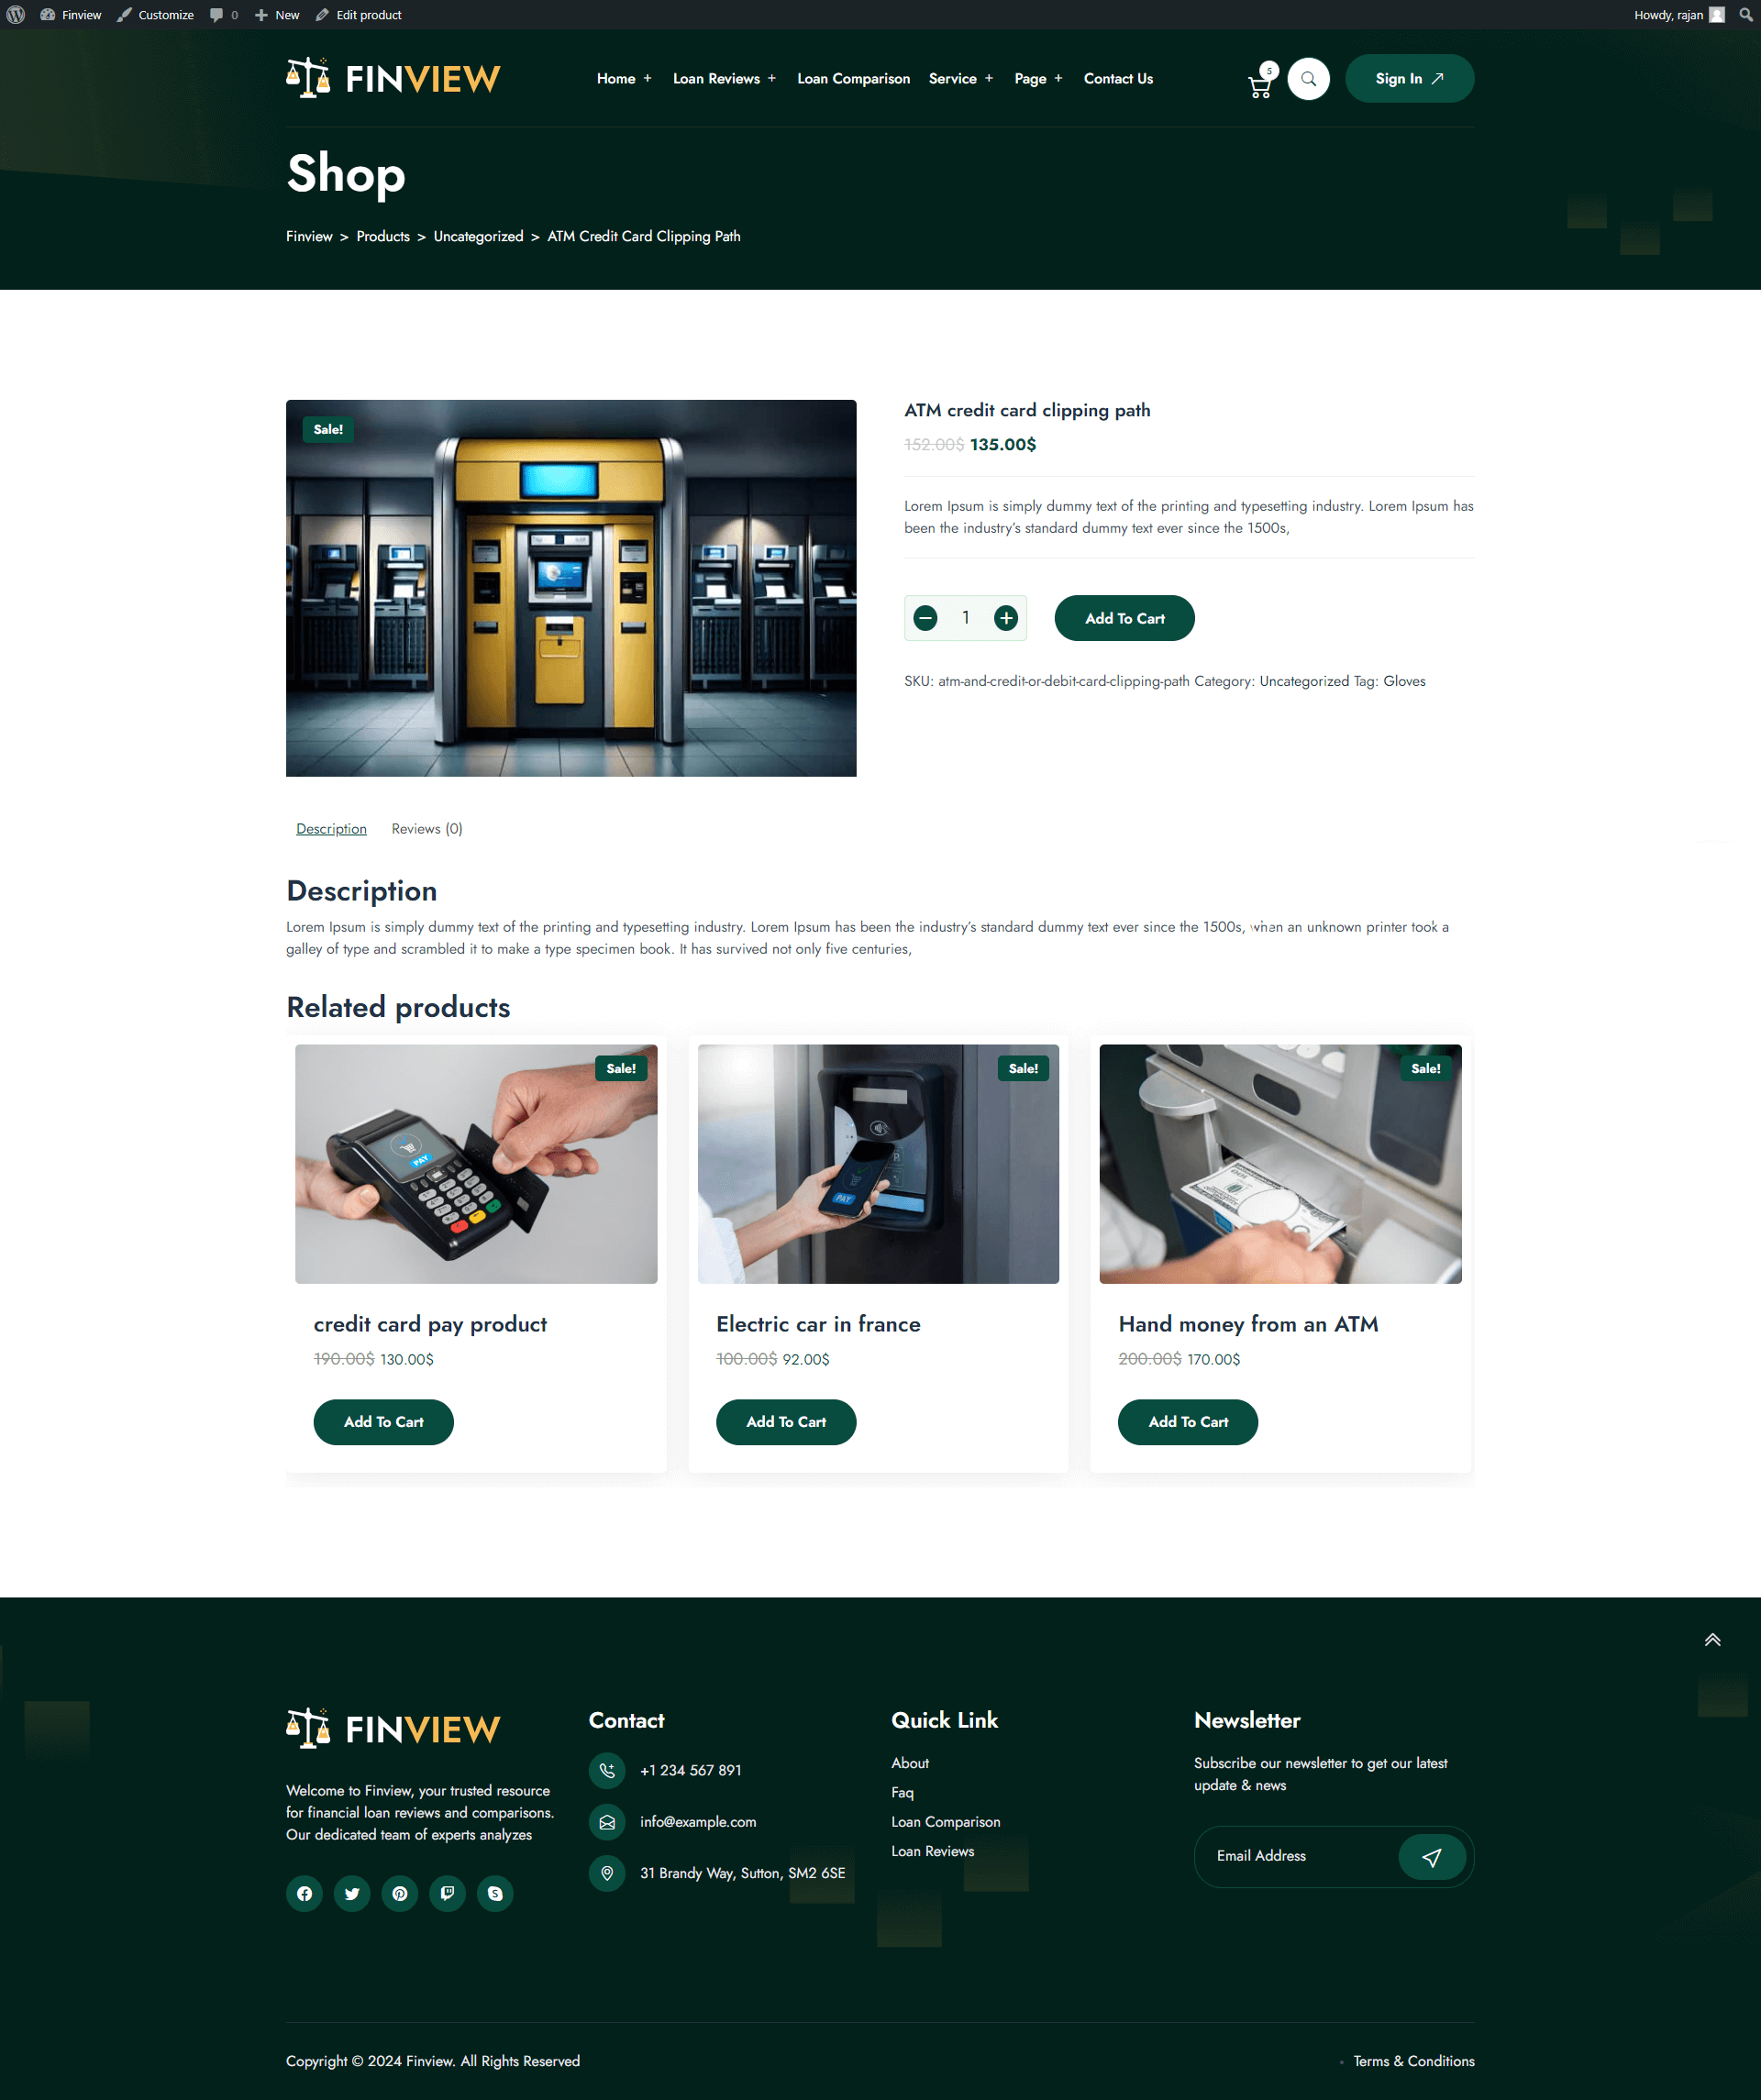 Finview Customize 0 New Edit product Howdy, rajan
FINVIEW Home + Loan Reviews + Loan Comparison Service + Page + Contact Us 5 Sign In
Shop
Finview > Products > Uncategorized > ATM Credit Card Clipping Path
Sale!
ATM credit card clipping path
152.00$ 135.00$
Lorem Ipsum is simply dummy text of the printing and typesetting industry. Lorem Ipsum has
been the industry’s standard dummy text ever since the 1500s,
1 Add To Cart
SKU: atm-and-credit-or-debit-card-clipping-path Category: Uncategorized Tag: Gloves
Description Reviews (0)
Description
Lorem Ipsum is simply dummy text of the printing and typesetting industry. Lorem Ipsum has been the industry’s standard dummy text ever since the 1500s, when an unknown printer took a
galley of type and scrambled it to make a type specimen book. It has survived not only five centuries,
Related products
Sale! Sale! Sale!
PAY PAY
credit card pay product
190.00$ 130.00$
Add To Cart
Electric car in france
100.00$ 92.00$
Add To Cart
Hand money from an ATM
200.00$ 170.00$
Add To Cart
FINVIEW
Welcome to Finview, your trusted resource
for financial loan reviews and comparisons.
Our dedicated team of experts analyzes
Contact
+1 234 567 891
info@example.com
31 Brandy Way, Sutton, SM2 6SE
Quick Link
About
Faq
Loan Comparison
Loan Reviews
Newsletter
Subscribe our newsletter to get our latest
update & news
Email Address
Copyright © 2024 Finview. All Rights Reserved
Terms & Conditions